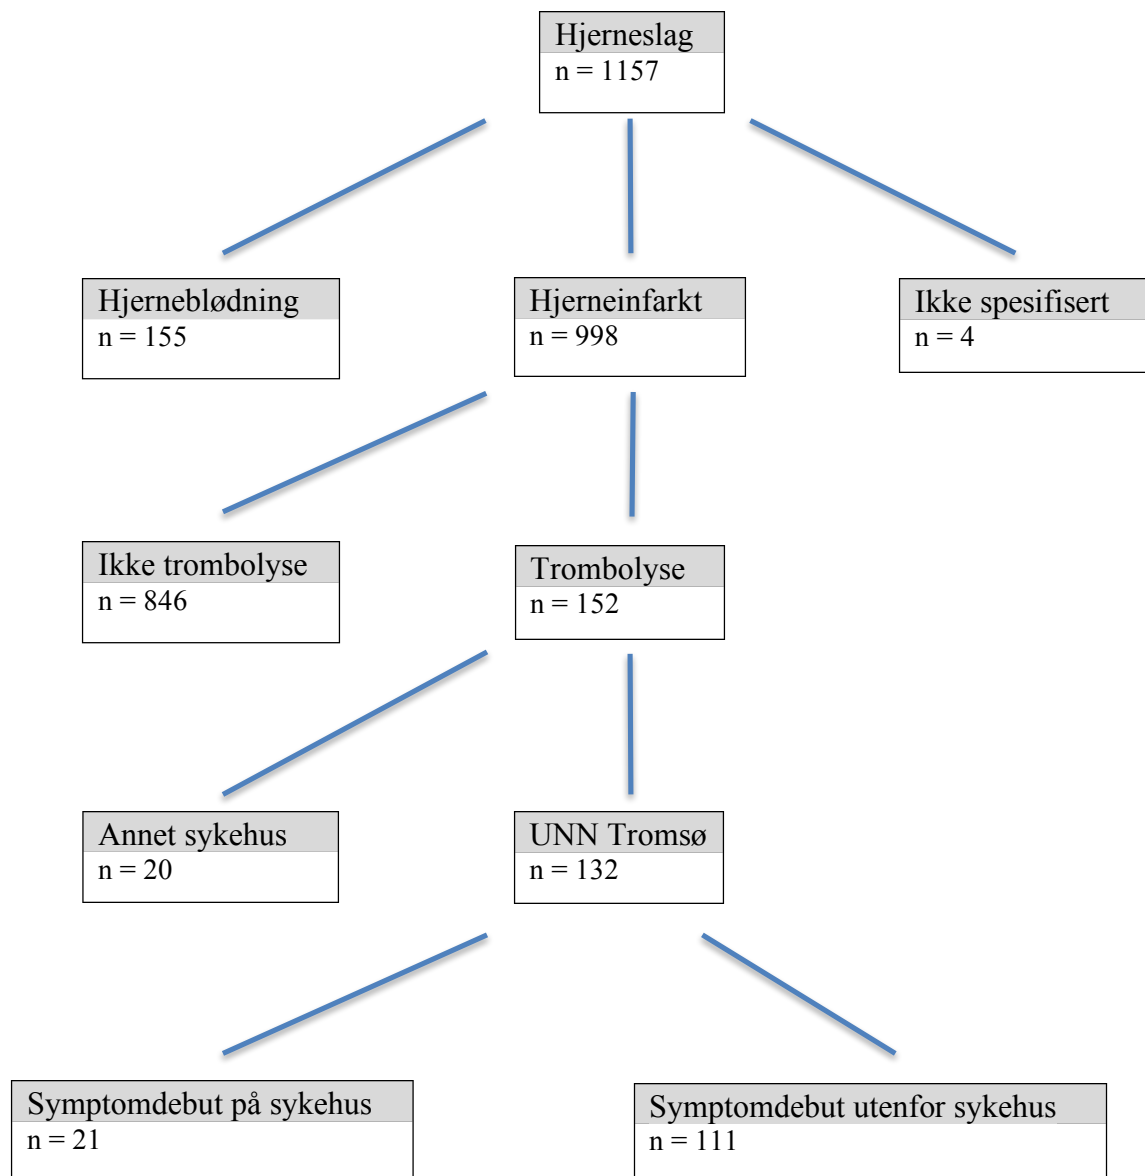 Hjerneslag
n = 1157
Hjerneblødning
n = 155
Hjerneinfarkt
n = 998
Ikke spesifisert
n = 4
Ikke trombolyse
n = 846
Trombolyse
n = 152
Annet sykehus
n = 20
UNN Tromsø
n = 132
Symptomdebut på sykehus
n = 21
Symptomdebut utenfor sykehus
n = 111